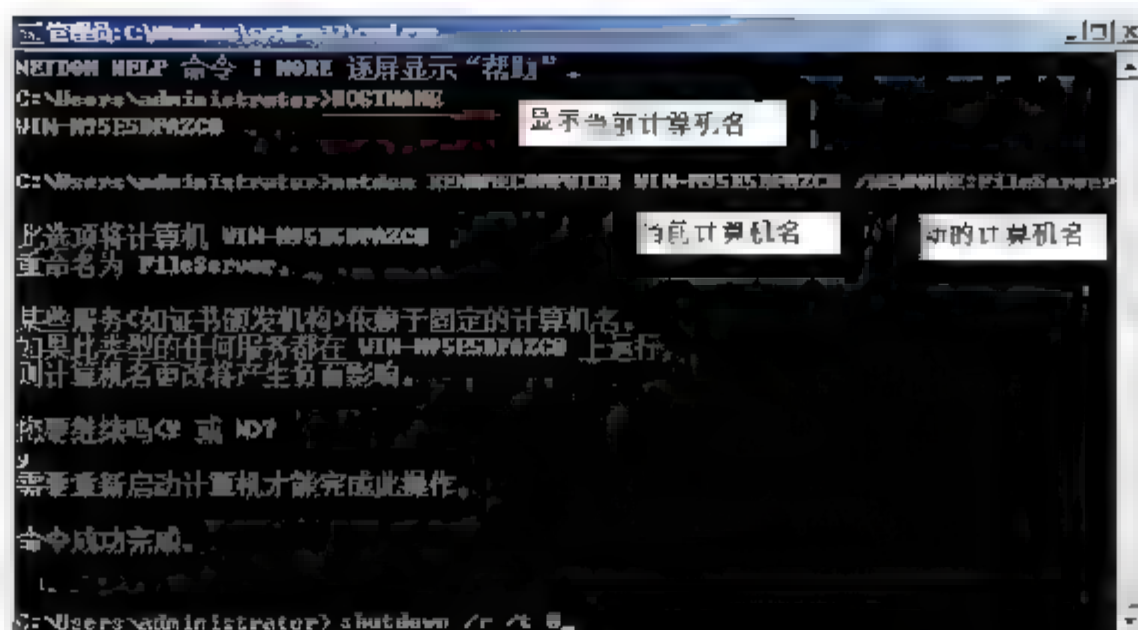 管理员: C:\Windows\system32\cmd.exe
NETDOM HELP 命令 | MORE 逐屏显示“帮助”。
C:\Users\administrator>HOSTNAME
显示当前计算机名
C:\Users\administrator>netdom RENAMECOMPUTER /NEWNAME:FileServer
此选项将计算机
当前计算机名
新的计算机名
重命名为 FileServer。
某些服务(如证书颁发机构)依赖于固定的计算机名。
如果此类型的任何服务都在 上运行,
则计算机名更改将产生负面影响。
您要继续吗(Y 或 N)?
y
需要重新启动计算机才能完成此操作。
命令成功完成。
C:\Users\administrator> shutdown /r /t 0